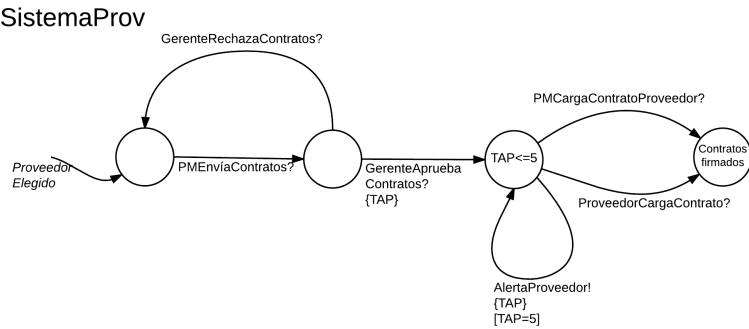 SistemaProv
GerenteRechazaContratos?
PMCargaContratoProveedor?
Proveedor
Elegido
PMEnvíaContratos?
GerenteAprueba
Contratos?
{TAP}
TAP<=5
Contratos
firmados
ProveedorCargaContrato?
AlertaProveedor!
{TAP}
[TAP=5]